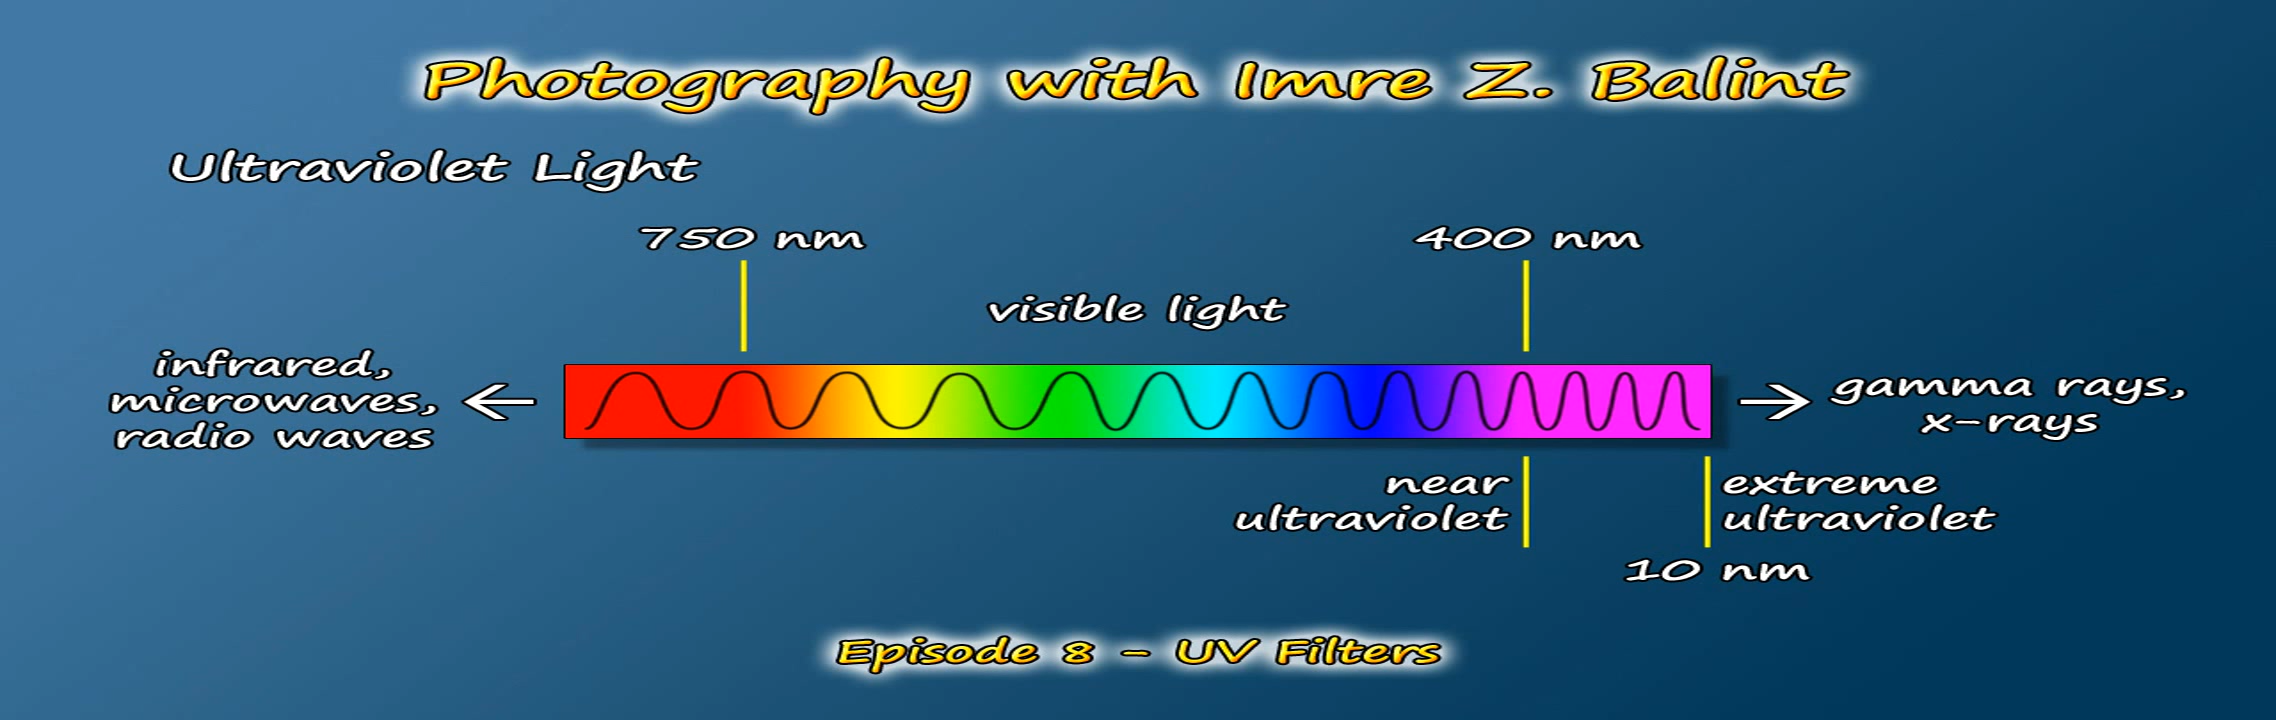 Photography with Imre Z. Balint
Ultraviolet Light
750 nm
400 nm
visible light
infrared,
microwaves,
radio waves
gamma rays,
x-rays
near
ultraviolet
extreme
ultraviolet
10 nm
Episode 8 - UV Filters